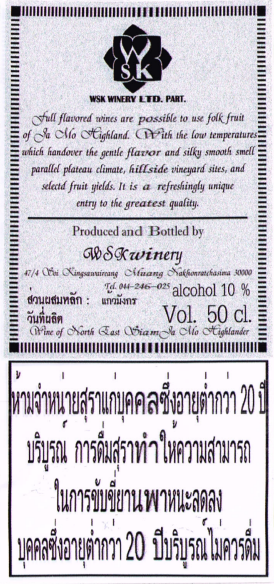 W
SK
WSK WINERY LTD. PART.
Full flavored wines are possible to use folk fruit
of Ja Mo Highland. With the low temperatures
which handover the gentle flavor and silky smooth smell
parallel plateau climate, hillside vineyard sites, and
selectd fruit yields. It is a refreshingly unique
entry to the greatest quality.
Produced and Bottled by
WSKwinery
47/4 Soi. Kingsawaireang Muang Nakhonratchasima 30000
Tel. 044-246-025
ส่วนผสมหลัก : แก้วมังกร alcohol 10 %
วันที่ผลิต Vol. 50 cl.
Wine of North East Siam Ja Mo Highlander
ห้ามจำหน่ายสุราแก่บุคคลซึ่งอายุต่ำกว่า 20 ปี
บริบูรณ์ การดื่มสุราทำให้ความสามารถ
ในการขับขี่ยานพาหนะลดลง
บุคคลซึ่งอายุต่ำกว่า 20 ปีบริบูรณ์ไม่ควรดื่ม